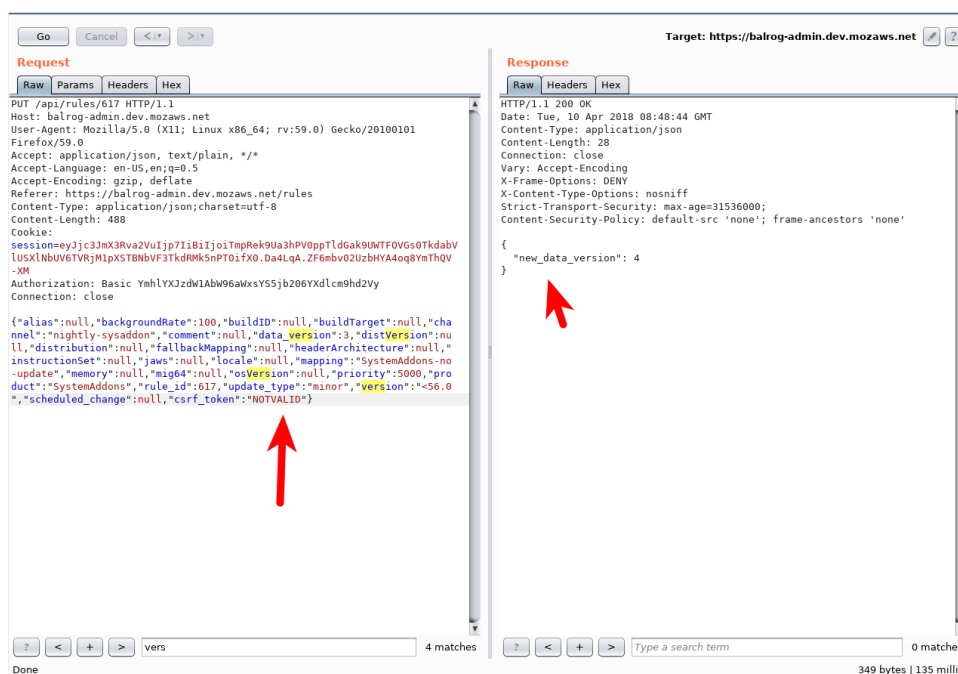 Go Cancel < > Target: https://balrog-admin.dev.mozaws.net ?
Request
Raw Params Headers Hex
PUT /api/rules/617 HTTP/1.1
Host: balrog-admin.dev.mozaws.net
User-Agent: Mozilla/5.0 (X11; Linux x86_64; rv:59.0) Gecko/20100101
Firefox/59.0
Accept: application/json, text/plain, */*
Accept-Language: en-US,en;q=0.5
Accept-Encoding: gzip, deflate
Referer: https://balrog-admin.dev.mozaws.net/rules
Content-Type: application/json;charset=utf-8
Content-Length: 488
Cookie:
session=eyJjc3JmX3Rva2VuIjp7IiBiIjoiTmpRek9Ua3hPV0ppTldGak9UWTFOVGs0TkdabV
lUSXlNbUV6TVRjM1pXSTBNbVF3TkdRMk5nPT0ifX0.Da4LqA.ZF6mbv02UzbHYA4oq8YmThQV
-XM
Authorization: Basic YmhlYXJzdW1AbW96aWxsYS5jb206YXdlcm9hd2Vy
Connection: close
{"alias":null,"backgroundRate":100,"buildID":null,"buildTarget":null,"cha
nnel":"nightly-sysaddon","comment":null,"data_version":3,"distVersion":nu
ll,"distribution":null,"fallbackMapping":null,"headerArchitecture":null,"
instructionSet":null,"jaws":null,"locale":null,"mapping":"SystemAddons-no
-update","memory":null,"mig64":null,"osVersion":null,"priority":5000,"pro
duct":"SystemAddons","rule_id":617,"update_type":"minor","version":"<56.0
","scheduled_change":null,"csrf_token":"NOTVALID"}
? < + > vers 4 matches
Response
Raw Headers Hex
HTTP/1.1 200 OK
Date: Tue, 10 Apr 2018 08:48:44 GMT
Content-Type: application/json
Content-Length: 28
Connection: close
Vary: Accept-Encoding
X-Frame-Options: DENY
X-Content-Type-Options: nosniff
Strict-Transport-Security: max-age=31536000;
Content-Security-Policy: default-src 'none'; frame-ancestors 'none'
{
"new_data_version": 4
}
? < + > Type a search term 0 matche
Done 349 bytes | 135 milli